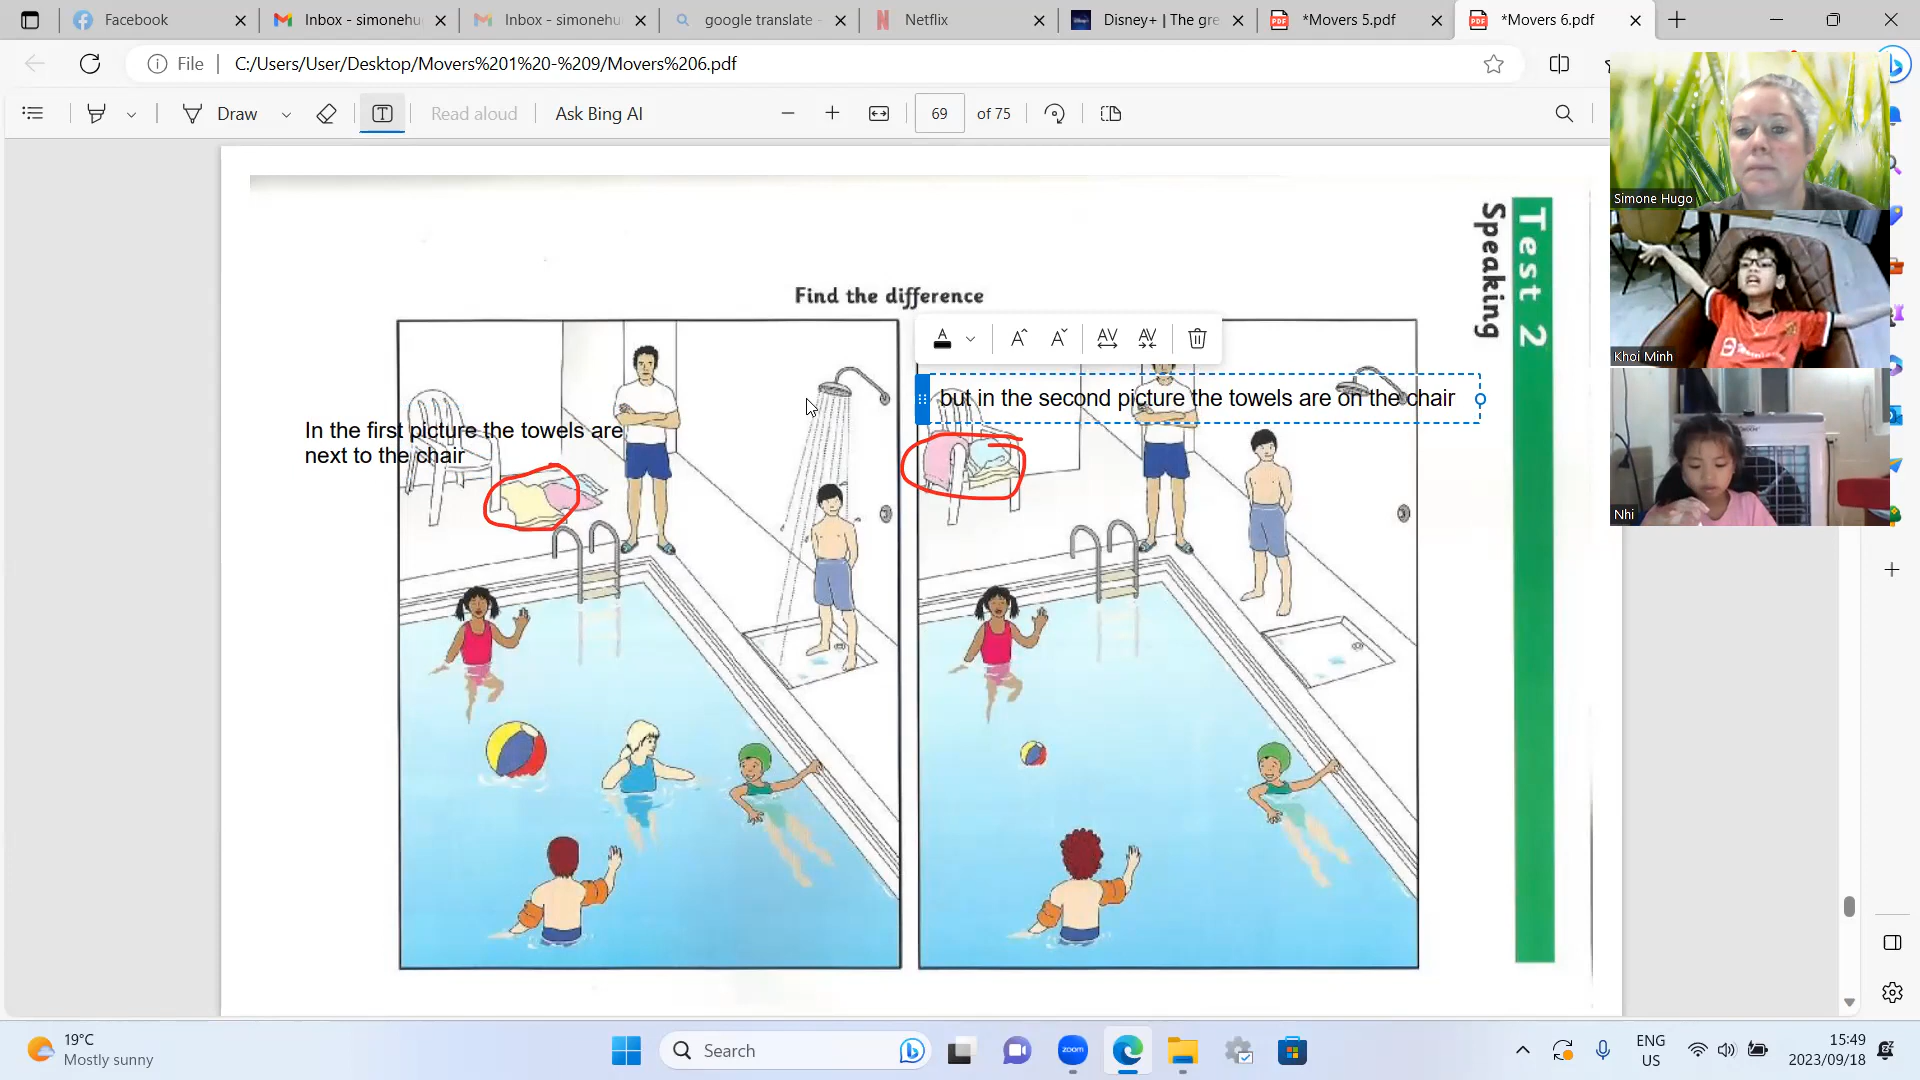 Facebook
Inbox - simonehu
Inbox - simonehu
google translate -
Netflix
Disney+ | The gre
*Movers 5.pdf
*Movers 6.pdf
File
C:/Users/User/Desktop/Movers%201%20-%209/Movers%206.pdf
Draw
Read aloud
Ask Bing AI
69
of 75
Test 2
Speaking
Find the difference
In the first picture the towels are
next to the chair
but in the second picture the towels are on the chair
Simone Hugo
Khoi Minh
Nhi
19°C
Mostly sunny
Search
zoom
ENG
US
15:49
2023/09/18